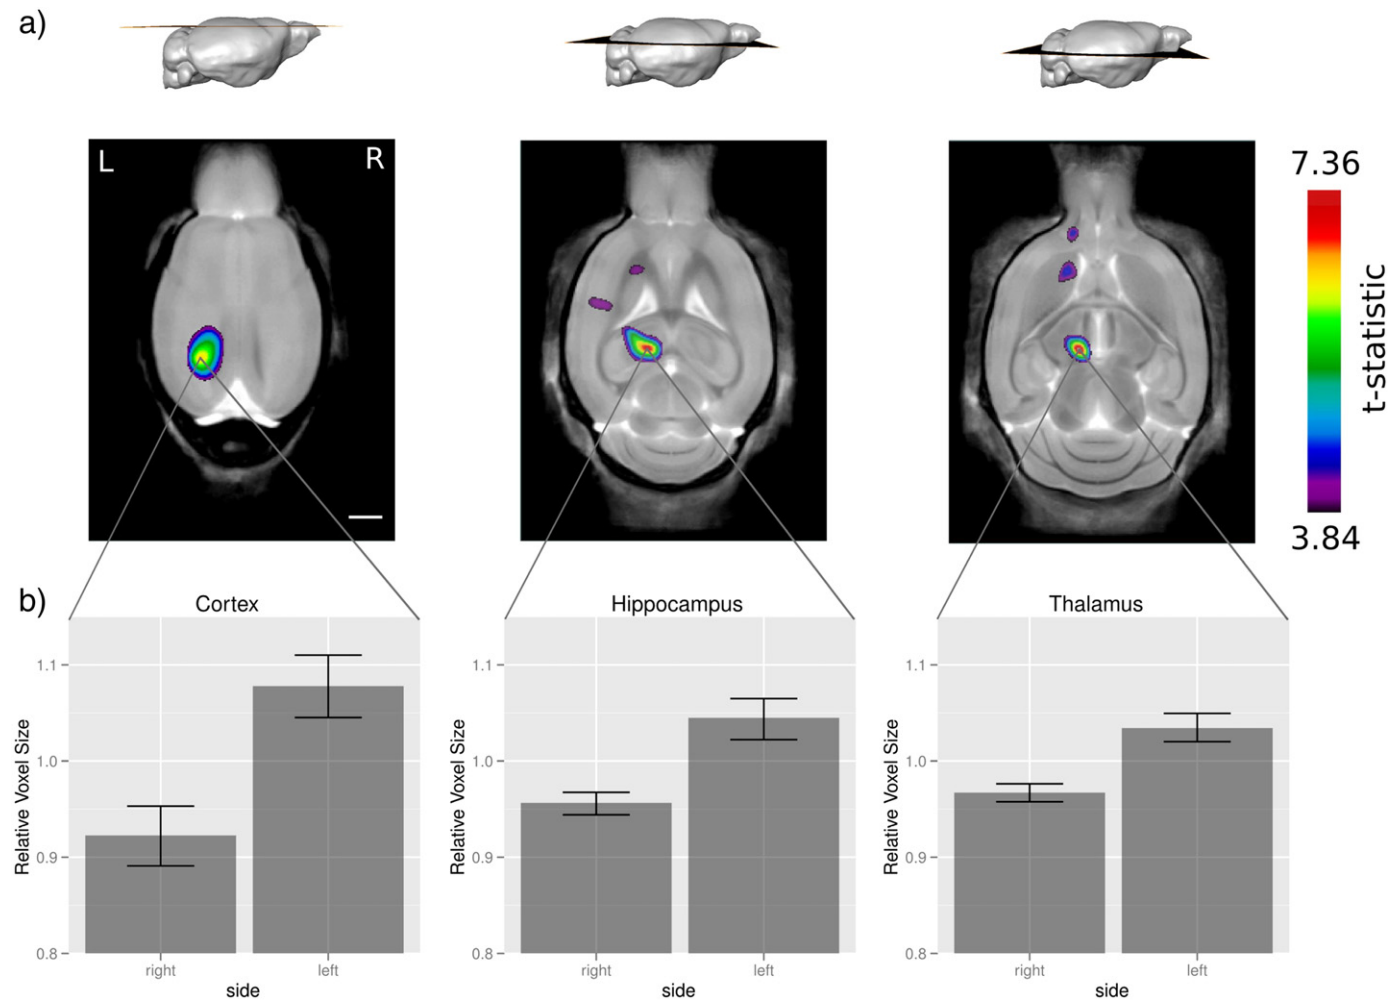 a)
L R
7.36
t-statistic
3.84
b)
Cortex
Relative Voxel Size
1.1
1.0
0.9
0.8
right left
side
Hippocampus
Relative Voxel Size
1.1
1.0
0.9
0.8
right left
side
Thalamus
Relative Voxel Size
1.1
1.0
0.9
0.8
right left
side